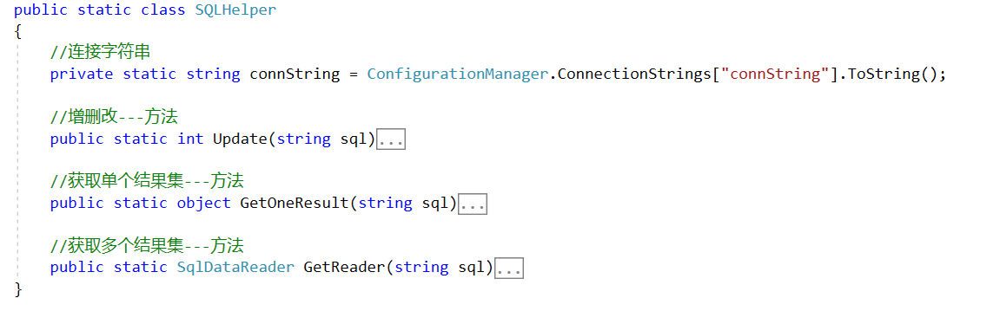 public static class SQLHelper
{
//连接字符串
private static string connString = ConfigurationManager.ConnectionStrings["connString"].ToString();
//增删改---方法
public static int Update(string sql)...
//获取单个结果集---方法
public static object GetOneResult(string sql)...
//获取多个结果集---方法
public static SqlDataReader GetReader(string sql)...
}